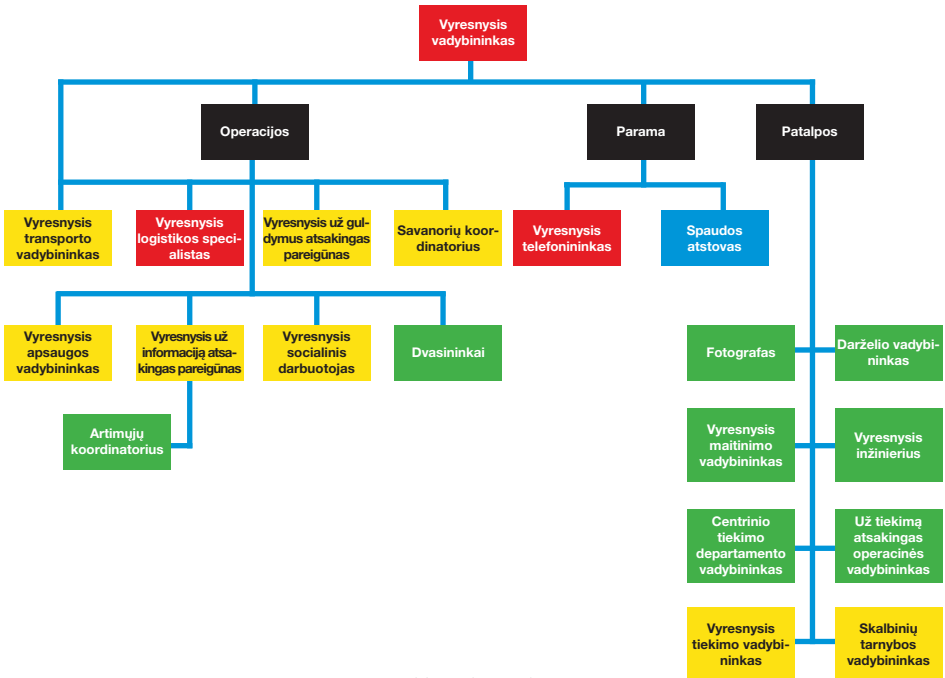 Vyresnysis
vadybininkas
Operacijos
Parama
Patalpos
Vyresnysis
transporto
vadybininkas
Vyresnysis
logistikos speci-
alistas
Vyresnysis už gul-
dymus atsakingas
pareigūnas
Savanorių koor-
dinatorius
Vyresnysis
telefonininkas
Spaudos
atstovas
Vyresnysis
apsaugos
vadybininkas
Vyresnysis už
informaciją atsa-
kingas pareigūnas
Vyresnysis
socialinis
darbuotojas
Dvasininkai
Fotografas
Darželio vadybi-
ninkas
Artimųjų
koordinatorius
Vyresnysis
maitinimo
vadybininkas
Vyresnysis
inžinierius
Centrinio
tiekimo
departamento
vadybininkas
Už tiekimą
atsakingas
operacinės
vadybininkas
Vyresnysis
tiekimo vadybi-
ninkas
Skalbinių
tarnybos
vadybininkas